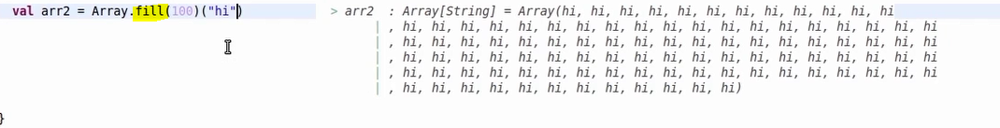 val arr2 = Array.fill(100)("hi") > arr2 : Array[String] = Array(hi, hi, hi, hi, hi, hi, hi, hi, hi, hi, hi, hi
| , hi, hi, hi, hi, hi, hi, hi, hi, hi, hi, hi, hi, hi, hi, hi, hi, hi, hi, hi
| , hi, hi, hi, hi, hi, hi, hi, hi, hi, hi, hi, hi, hi, hi, hi, hi, hi, hi, hi
| , hi, hi, hi, hi, hi, hi, hi, hi, hi, hi, hi, hi, hi, hi, hi, hi, hi, hi, hi
| , hi, hi, hi, hi, hi, hi, hi, hi, hi, hi, hi, hi, hi, hi, hi, hi, hi, hi, hi
| , hi, hi, hi, hi, hi, hi, hi, hi, hi, hi, hi, hi)
}